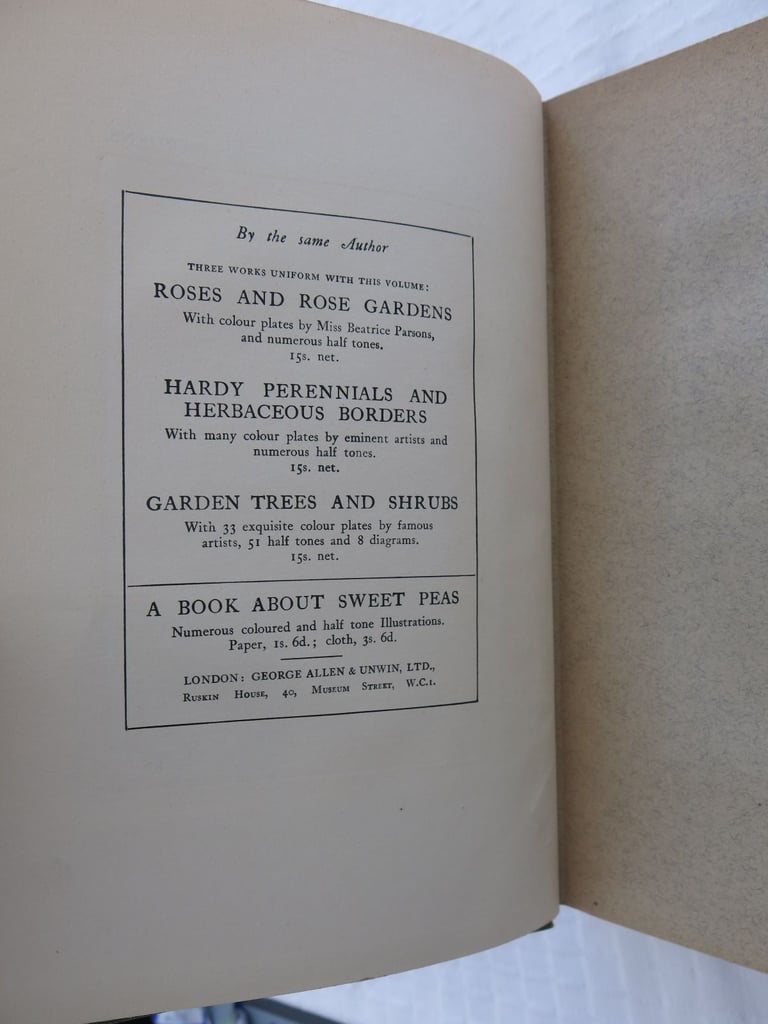 By the same Author
THREE WORKS UNIFORM WITH THIS VOLUME:
ROSES AND ROSE GARDENS
With colour plates by Miss Beatrice Parsons,
and numerous half tones.
15s. net.
HARDY PERENNIALS AND
HERBACEOUS BORDERS
With many colour plates by eminent artists and
numerous half tones.
15s. net.
GARDEN TREES AND SHRUBS
With 33 exquisite colour plates by famous
artists, 51 half tones and 8 diagrams.
15s. net.
A BOOK ABOUT SWEET PEAS
Numerous coloured and half tone Illustrations.
Paper, 1s. 6d.; cloth, 3s. 6d.
LONDON: GEORGE ALLEN & UNWIN, LTD.,
RUSKIN HOUSE, 40, MUSEUM STREET, W.C.1.